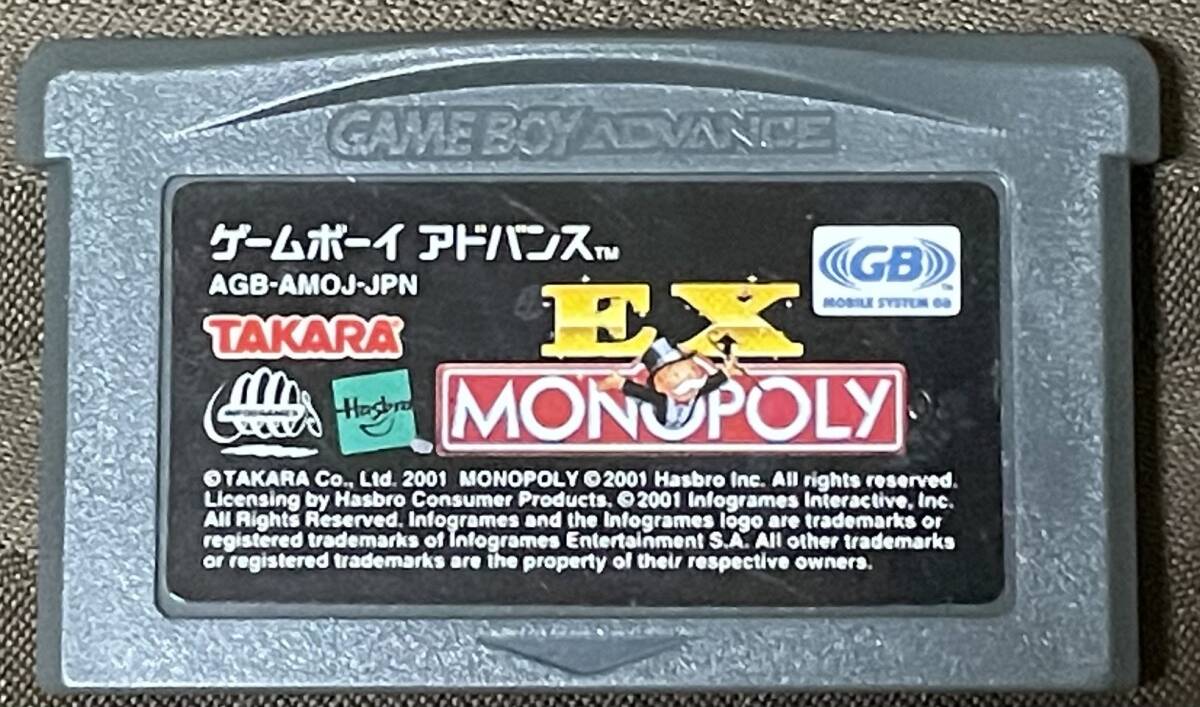 GAME BOY ADVANCE
ゲームボーイ アドバンス™
AGB-AMOJ-JPN
GB™
MOBILE SYSTEM GB
TAKARA
EX
INFOGRAMES
Hasbro
MONOPOLY
©TAKARA Co., Ltd. 2001 MONOPOLY ©2001 Hasbro Inc. All rights reserved.
Licensing by Hasbro Consumer Products. ©2001 Infogrames Interactive, Inc.
All Rights Reserved. Infogrames and the Infogrames logo are trademarks or
registered trademarks of Infogrames Entertainment S.A. All other trademarks
or registered trademarks are the property of their respective owners.